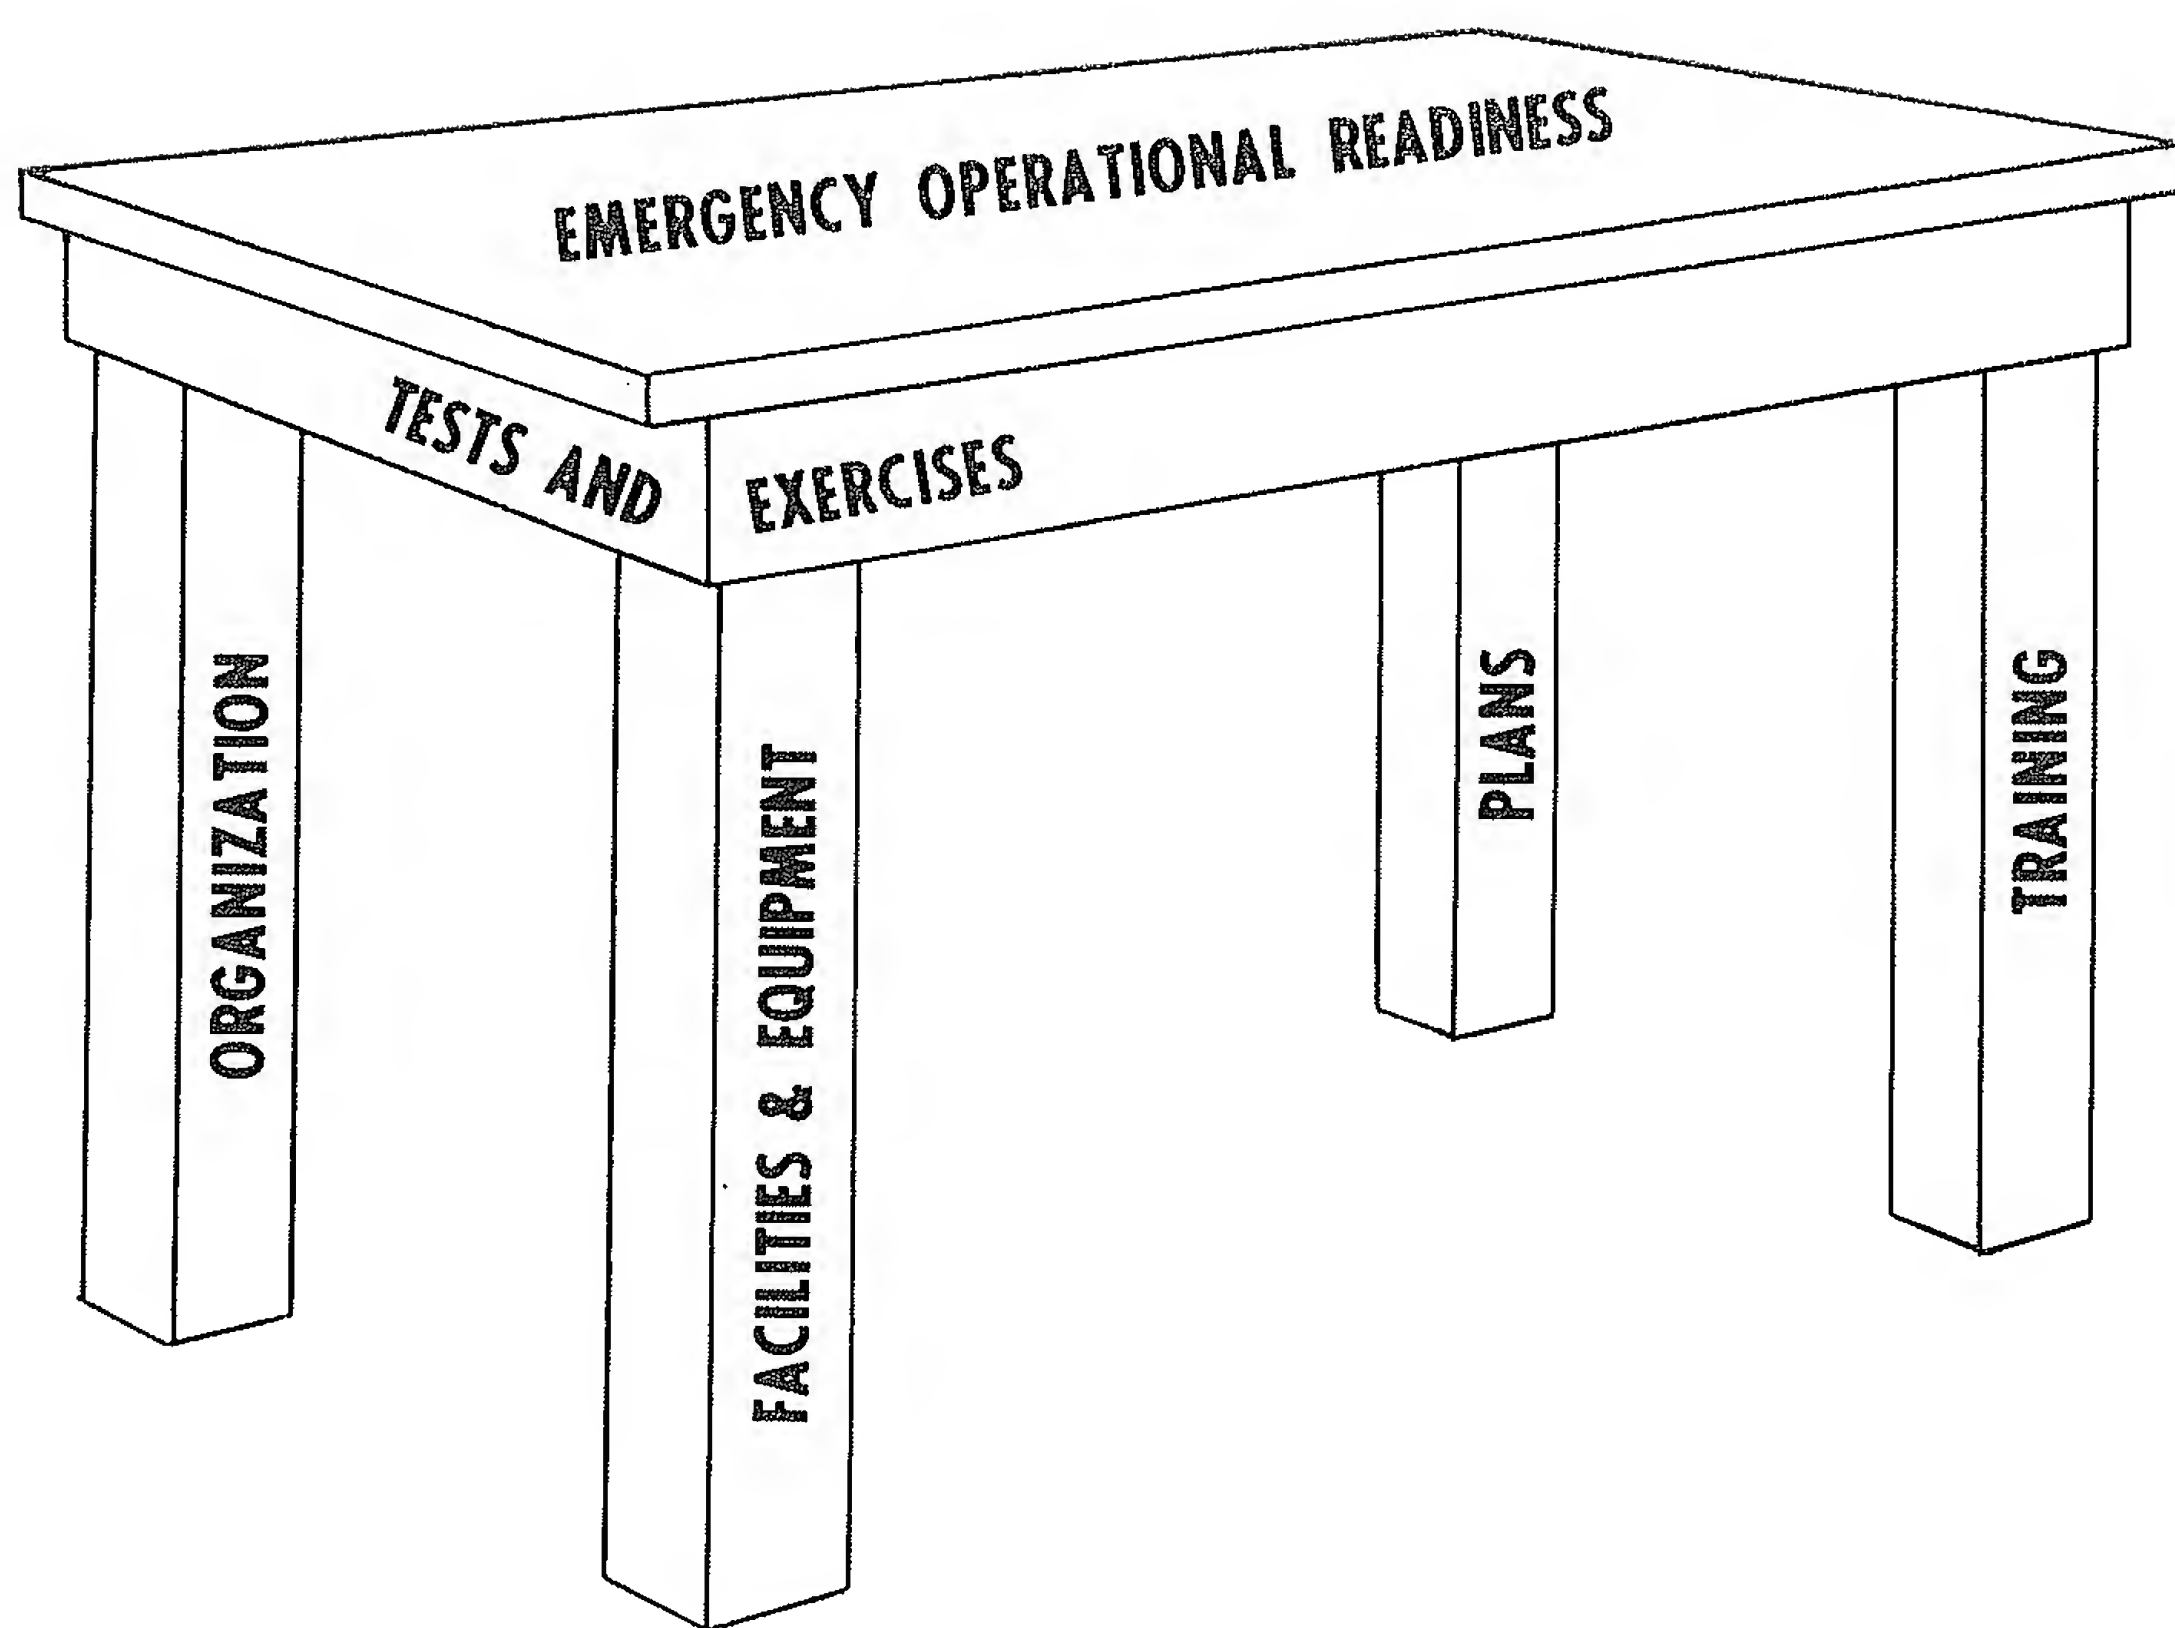 EMERGENCY OPERATIONAL READINESS
TESTS AND EXERCISES
ORGANIZATION
FACILITIES & EQUIPMENT
PLANS
TRAINING